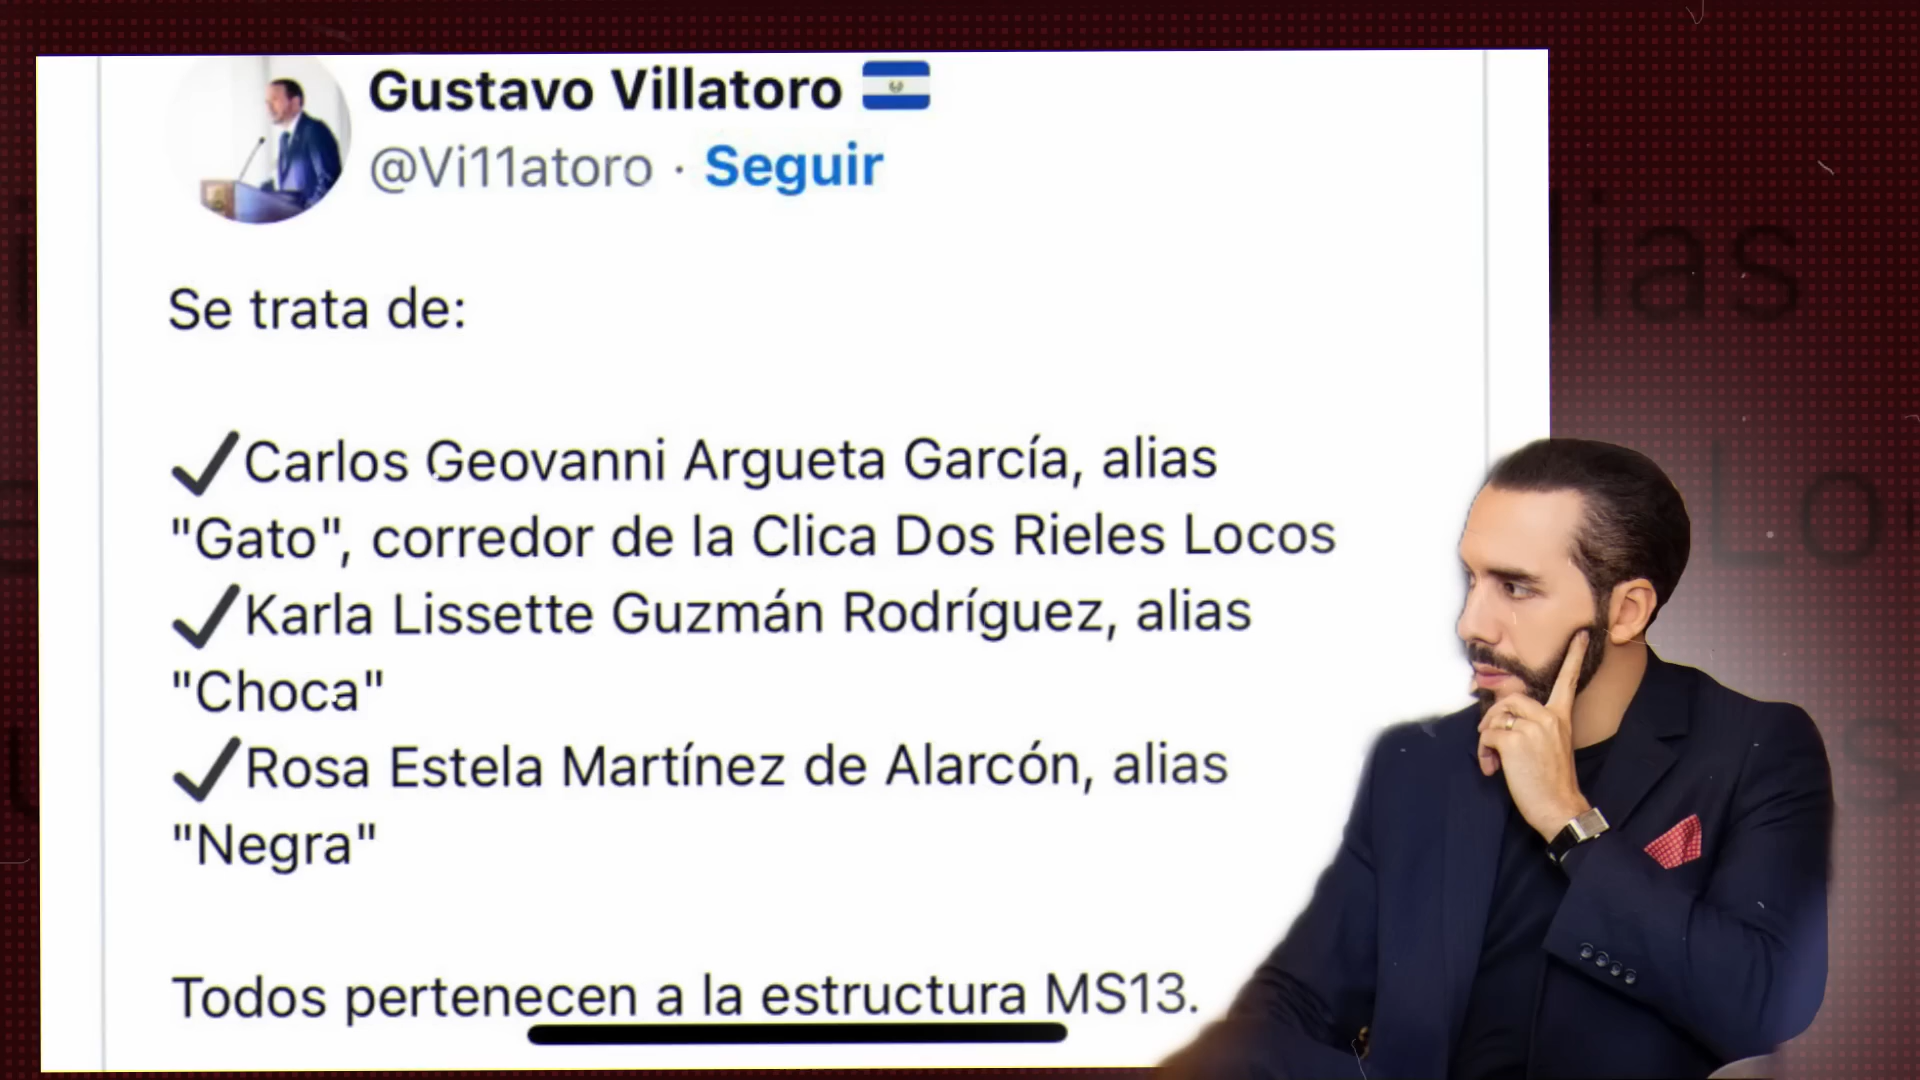 Gustavo Villatoro
@Vi11atoro · Seguir
Se trata de:
✔Carlos Geovanni Argueta García, alias
"Gato", corredor de la Clica Dos Rieles Locos
✔Karla Lissette Guzmán Rodríguez, alias
"Choca"
✔Rosa Estela Martínez de Alarcón, alias
"Negra"
Todos pertenecen a la estructura MS13.